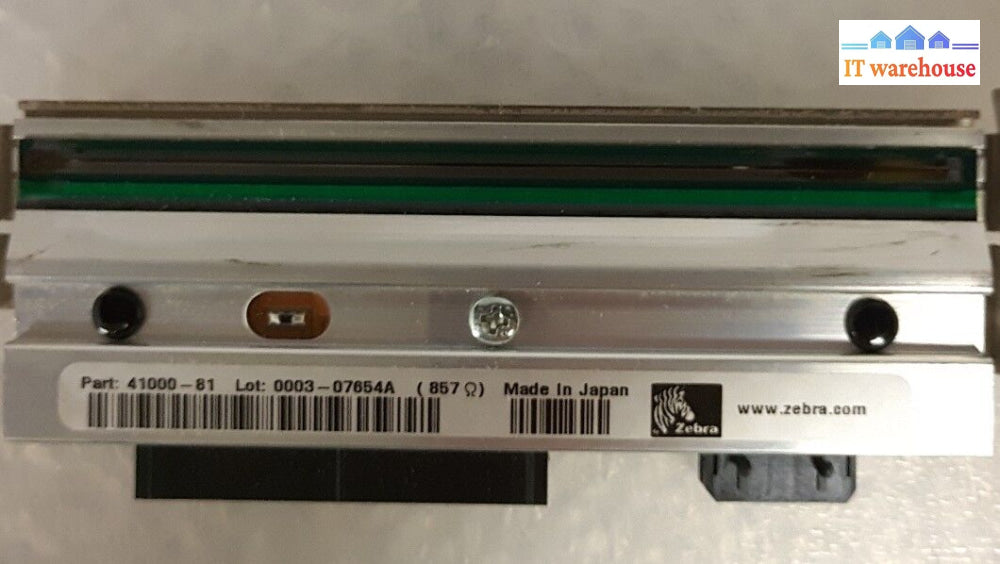 IT warehouse
Part: 41000-81 Lot: 0003-07654A (857 Ω) Made In Japan
Zebra
www.zebra.com